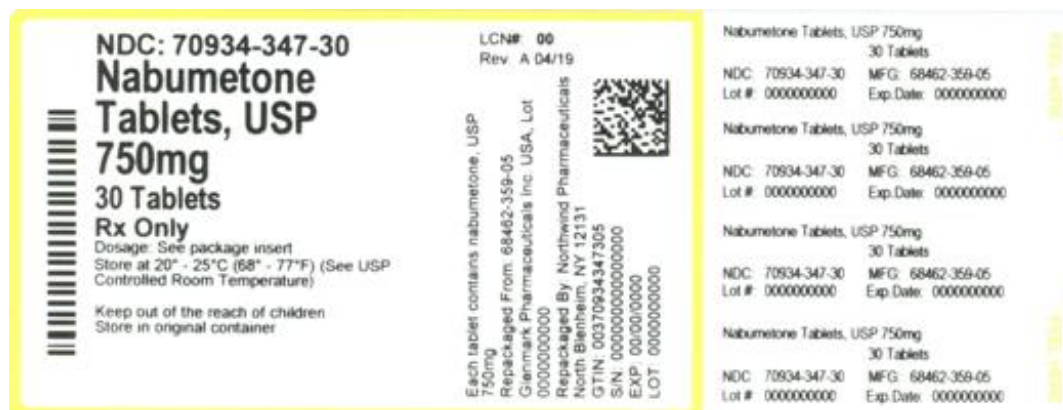 NDC: 70934-347-30
Nabumetone
Tablets, USP
750mg
30 Tablets
Rx Only
Dosage: See package insert
Store at 20° - 25°C (68° - 77°F) (See USP
Controlled Room Temperature)
Keep out of the reach of children
Store in original container
LCN#: 00
Rev. A 04/19
Each tablet contains nabumetone, USP
750mg
Repackaged From: 68462-359-05
Glenmark Pharmaceuticals Inc. USA, Lot
0000000000
Repackaged By: Northwind Pharmaceuticals
North Blenheim, NY 12131
GTIN: 00370934347305
S/N: 00000000000000000
EXP: 00/00/0000
LOT: 0000000000
Nabumetone Tablets, USP 750mg
30 Tablets
NDC: 70934-347-30 MFG: 68462-359-05
Lot #: 0000000000 Exp.Date: 0000000000
Nabumetone Tablets, USP 750mg
30 Tablets
NDC: 70934-347-30 MFG: 68462-359-05
Lot #: 0000000000 Exp.Date: 0000000000
Nabumetone Tablets, USP 750mg
30 Tablets
NDC: 70934-347-30 MFG: 68462-359-05
Lot #: 0000000000 Exp.Date: 0000000000
Nabumetone Tablets, USP 750mg
30 Tablets
NDC: 70934-347-30 MFG: 68462-359-05
Lot #: 0000000000 Exp.Date: 0000000000